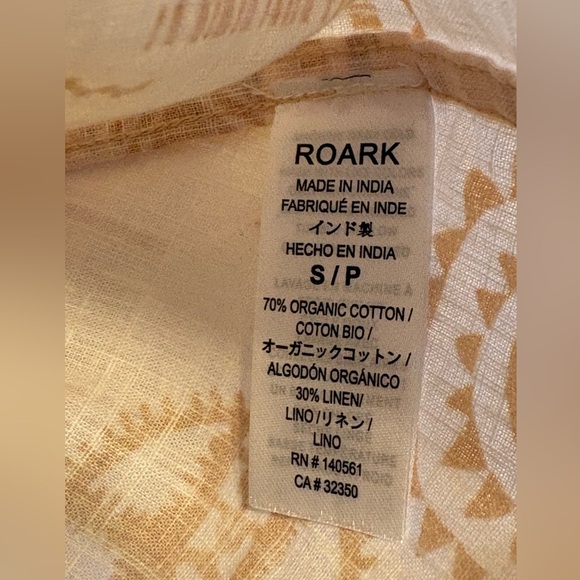 ROARK
MADE IN INDIA
FABRIQUÉ EN INDE
インド製
HECHO EN INDIA
S / P
70% ORGANIC COTTON /
COTON BIO /
オーガニックコットン /
ALGODÓN ORGÁNICO
30% LINEN/
LINO /リネン /
LINO
RN # 140561
CA # 32350